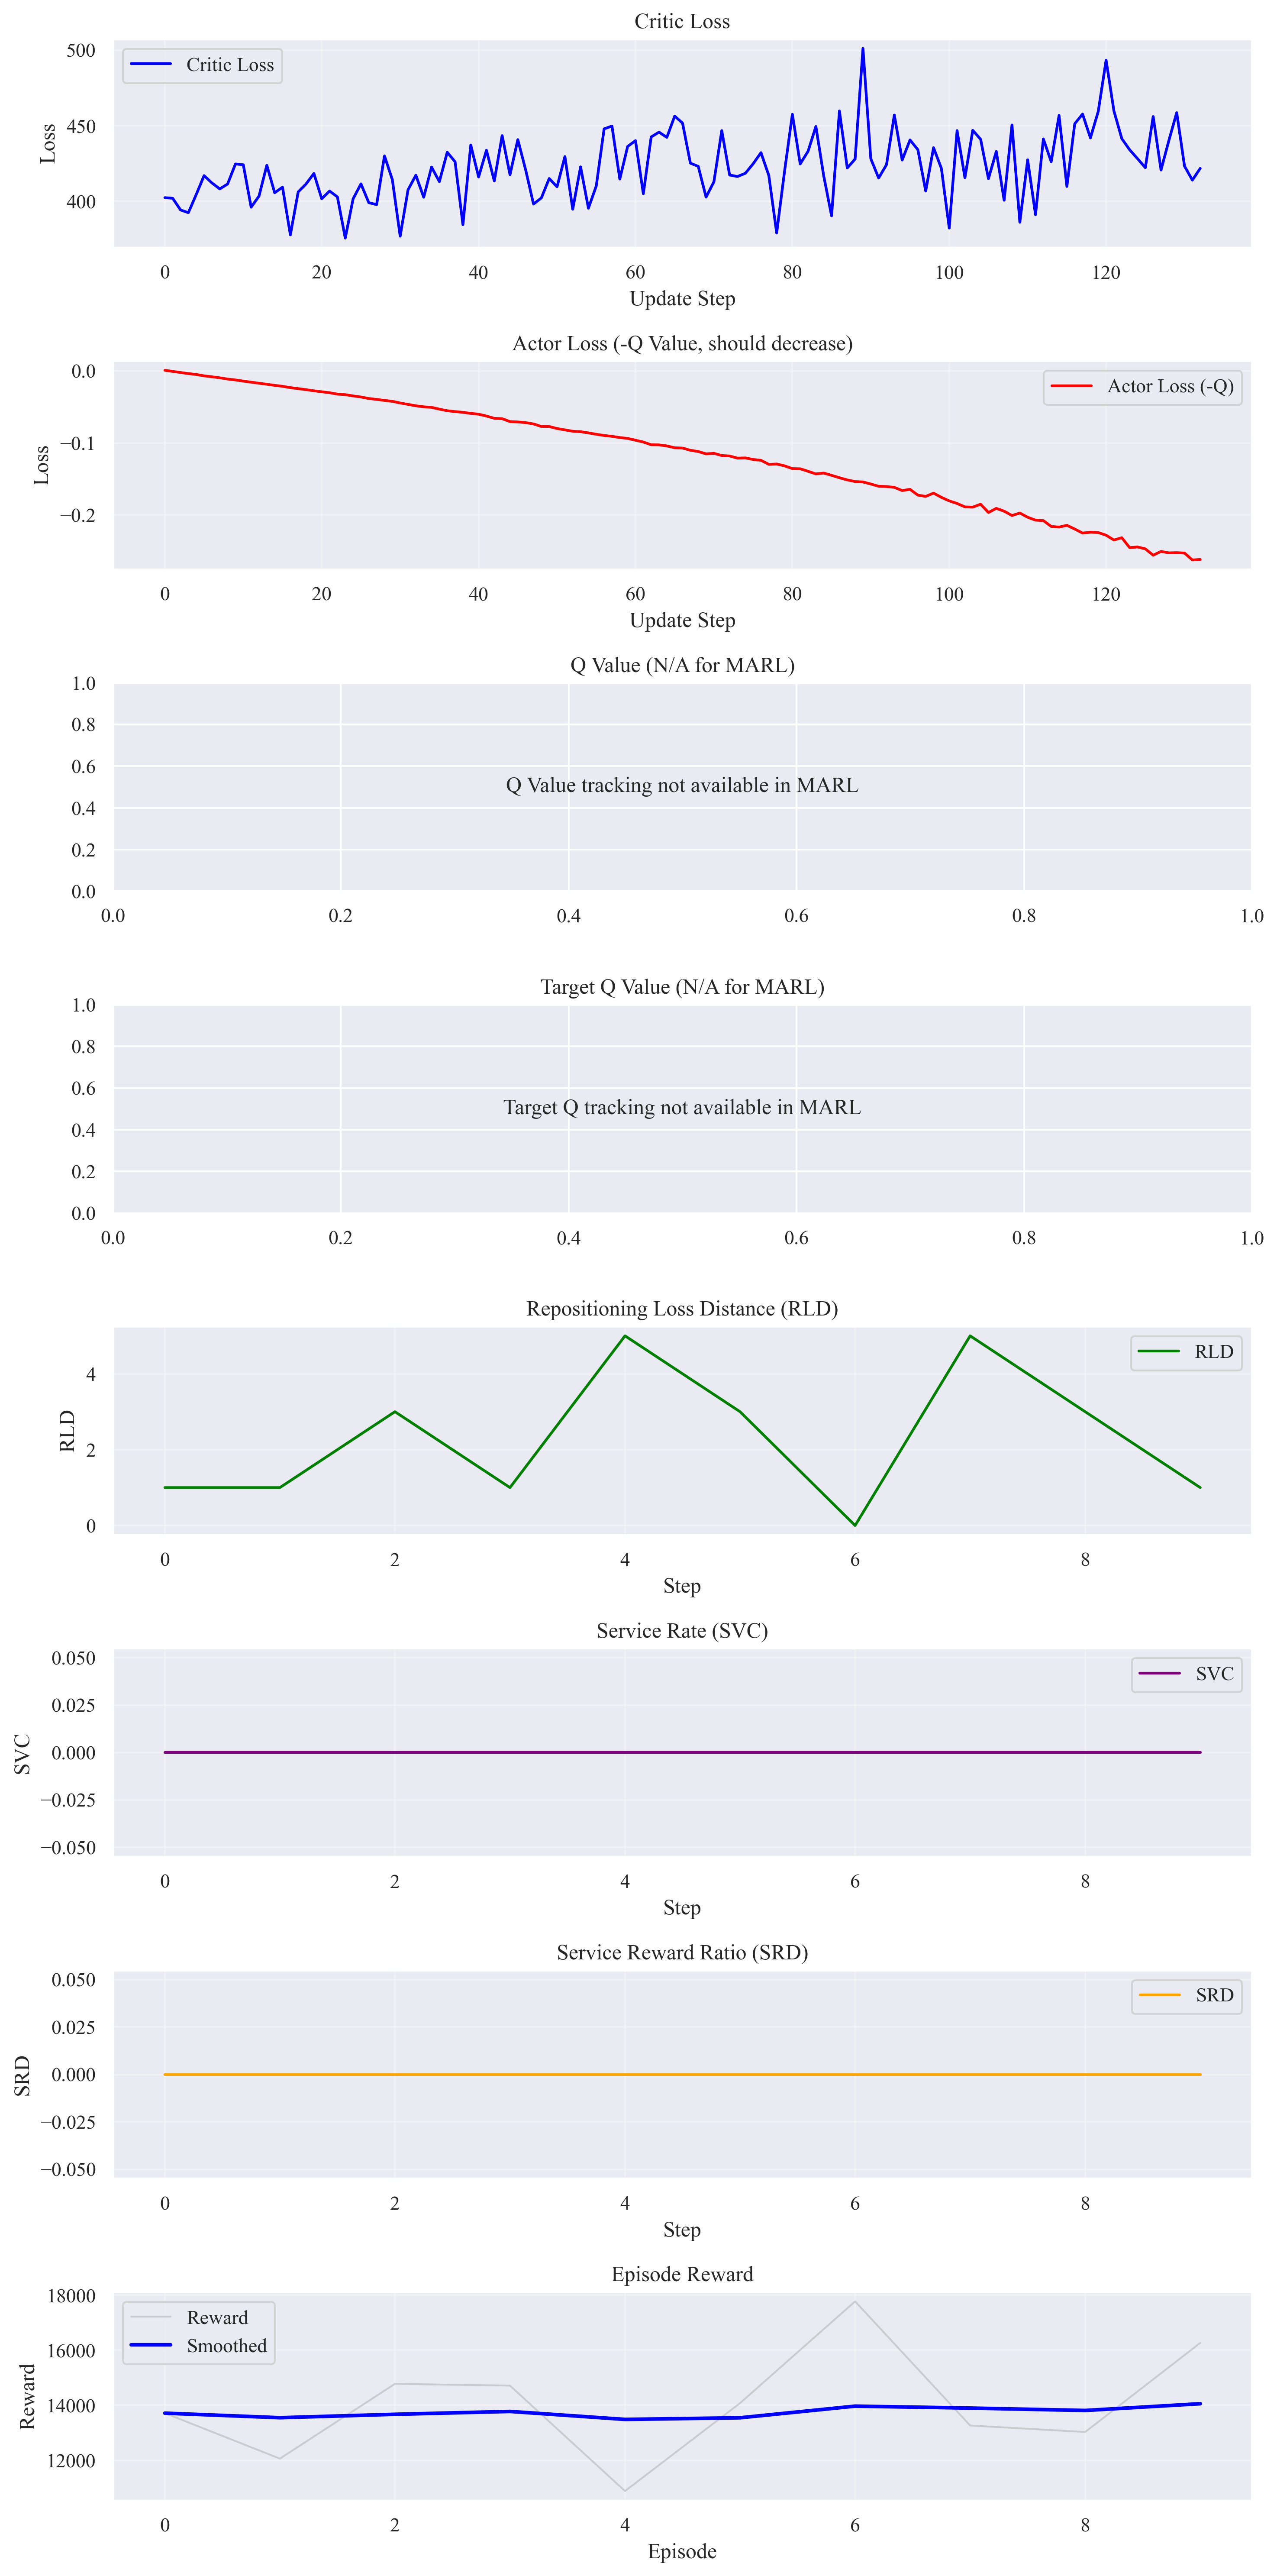 Critic Loss
500
Critic Loss
450
400
Loss
0 20 40 60 80 100 120
Update Step
Actor Loss (-Q Value, should decrease)
0.0
Actor Loss (-Q)
−0.1
−0.2
Loss
0 20 40 60 80 100 120
Update Step
Q Value (N/A for MARL)
1.0
0.8
0.6
Q Value tracking not available in MARL
0.4
0.2
0.0
0.0 0.2 0.4 0.6 0.8 1.0
Target Q Value (N/A for MARL)
1.0
0.8
0.6
Target Q tracking not available in MARL
0.4
0.2
0.0
0.0 0.2 0.4 0.6 0.8 1.0
Repositioning Loss Distance (RLD)
RLD
4
2
0
RLD
0 2 4 6 8
Step
Service Rate (SVC)
0.050
SVC
0.025
0.000
−0.025
−0.050
SVC
0 2 4 6 8
Step
Service Reward Ratio (SRD)
0.050
SRD
0.025
0.000
−0.025
−0.050
SRD
0 2 4 6 8
Step
Episode Reward
18000
Reward
Smoothed
16000
14000
12000
Reward
0 2 4 6 8
Episode